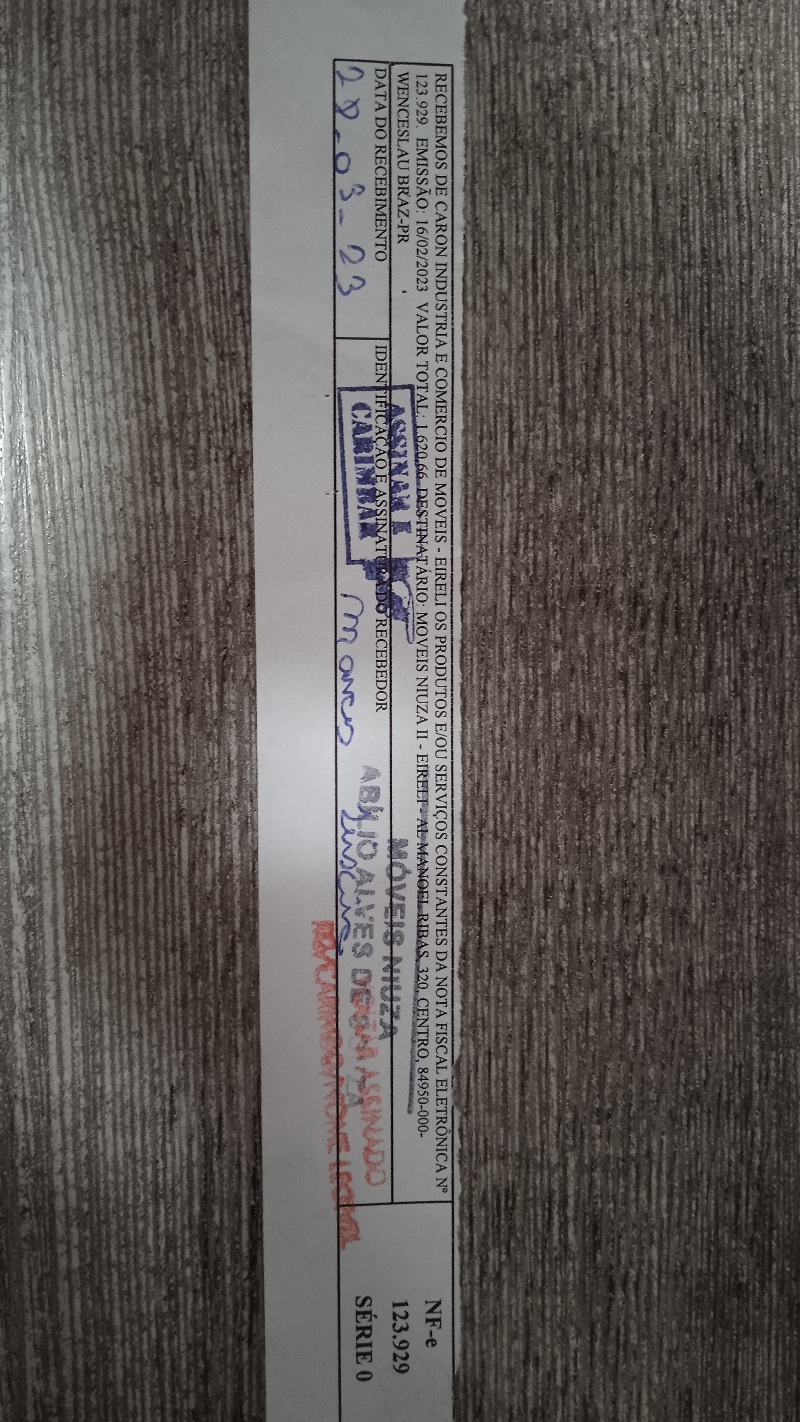 RECEBEMOS DE CARON INDUSTRIA E COMERCIO DE MOVEIS - EIRELI OS PRODUTOS E/OU SERVIÇOS CONSTANTES DA NOTA FISCAL ELETRÔNICA Nº
123.929. EMISSÃO: 16/02/2023 VALOR TOTAL: 1.620,66 DESTINATÁRIO: MOVEIS NIUZA II - EIRELI - AL MANOEL RIBAS, 320, CENTRO, 84950-000-
WENCESLAU BRAZ-PR
DATA DO RECEBIMENTO
28-03-23
IDENTIFICAÇÃO E ASSINATURA DO RECEBEDOR
ASSINAR E
CARIMBAR
Marcos
MÓVEIS NIUZA
ABILIO ALVES DE
ASSINADO
NF-e
123.929
SÉRIE 0